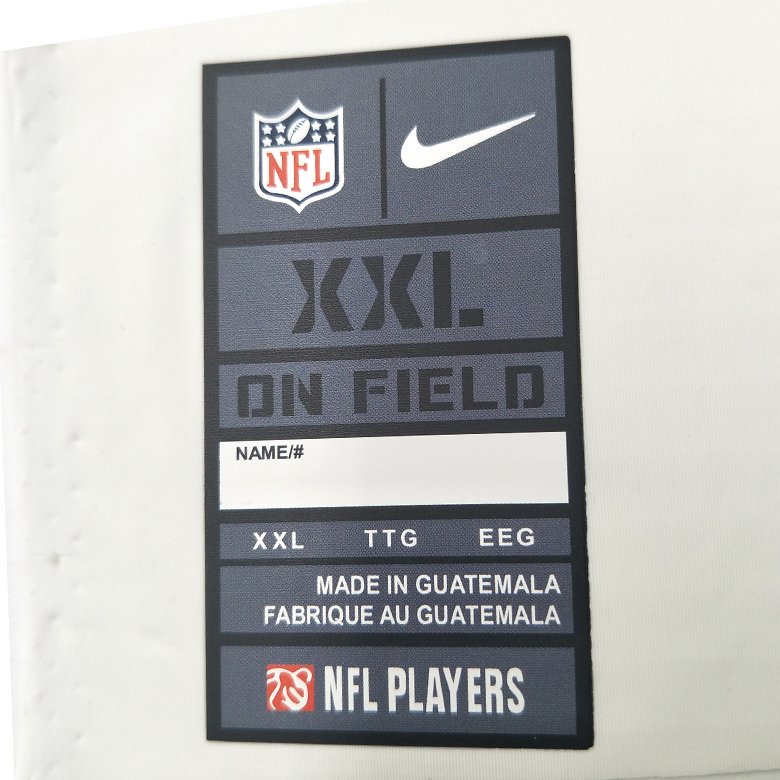 NFL
XXL
ON FIELD
NAME/#
XXL TTG EEG
MADE IN GUATEMALA
FABRIQUE AU GUATEMALA
NFL PLAYERS